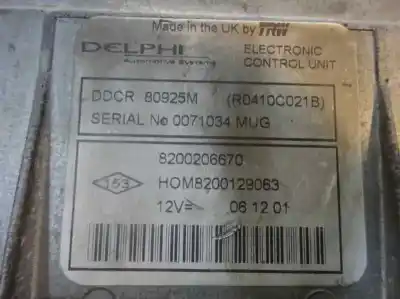 Made in the UK by TRW
DELPHI
Automotive Systems
ELECTRONIC
CONTROL UNIT
DDCR 80925M (R0410C021B)
SERIAL No 0071034 MUG
8200206670
153
HOM8200129063
12V 06 12 01